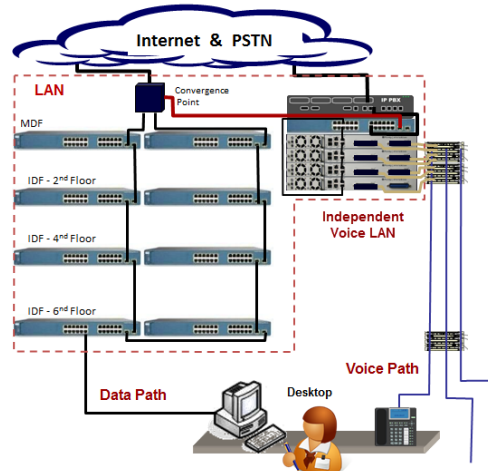 Internet & PSTN
LAN
Convergence
Point
IP PBX
MDF
IDF - 2nd Floor
Independent
Voice LAN
IDF - 4nd Floor
IDF - 6nd Floor
Voice Path
Data Path
Desktop